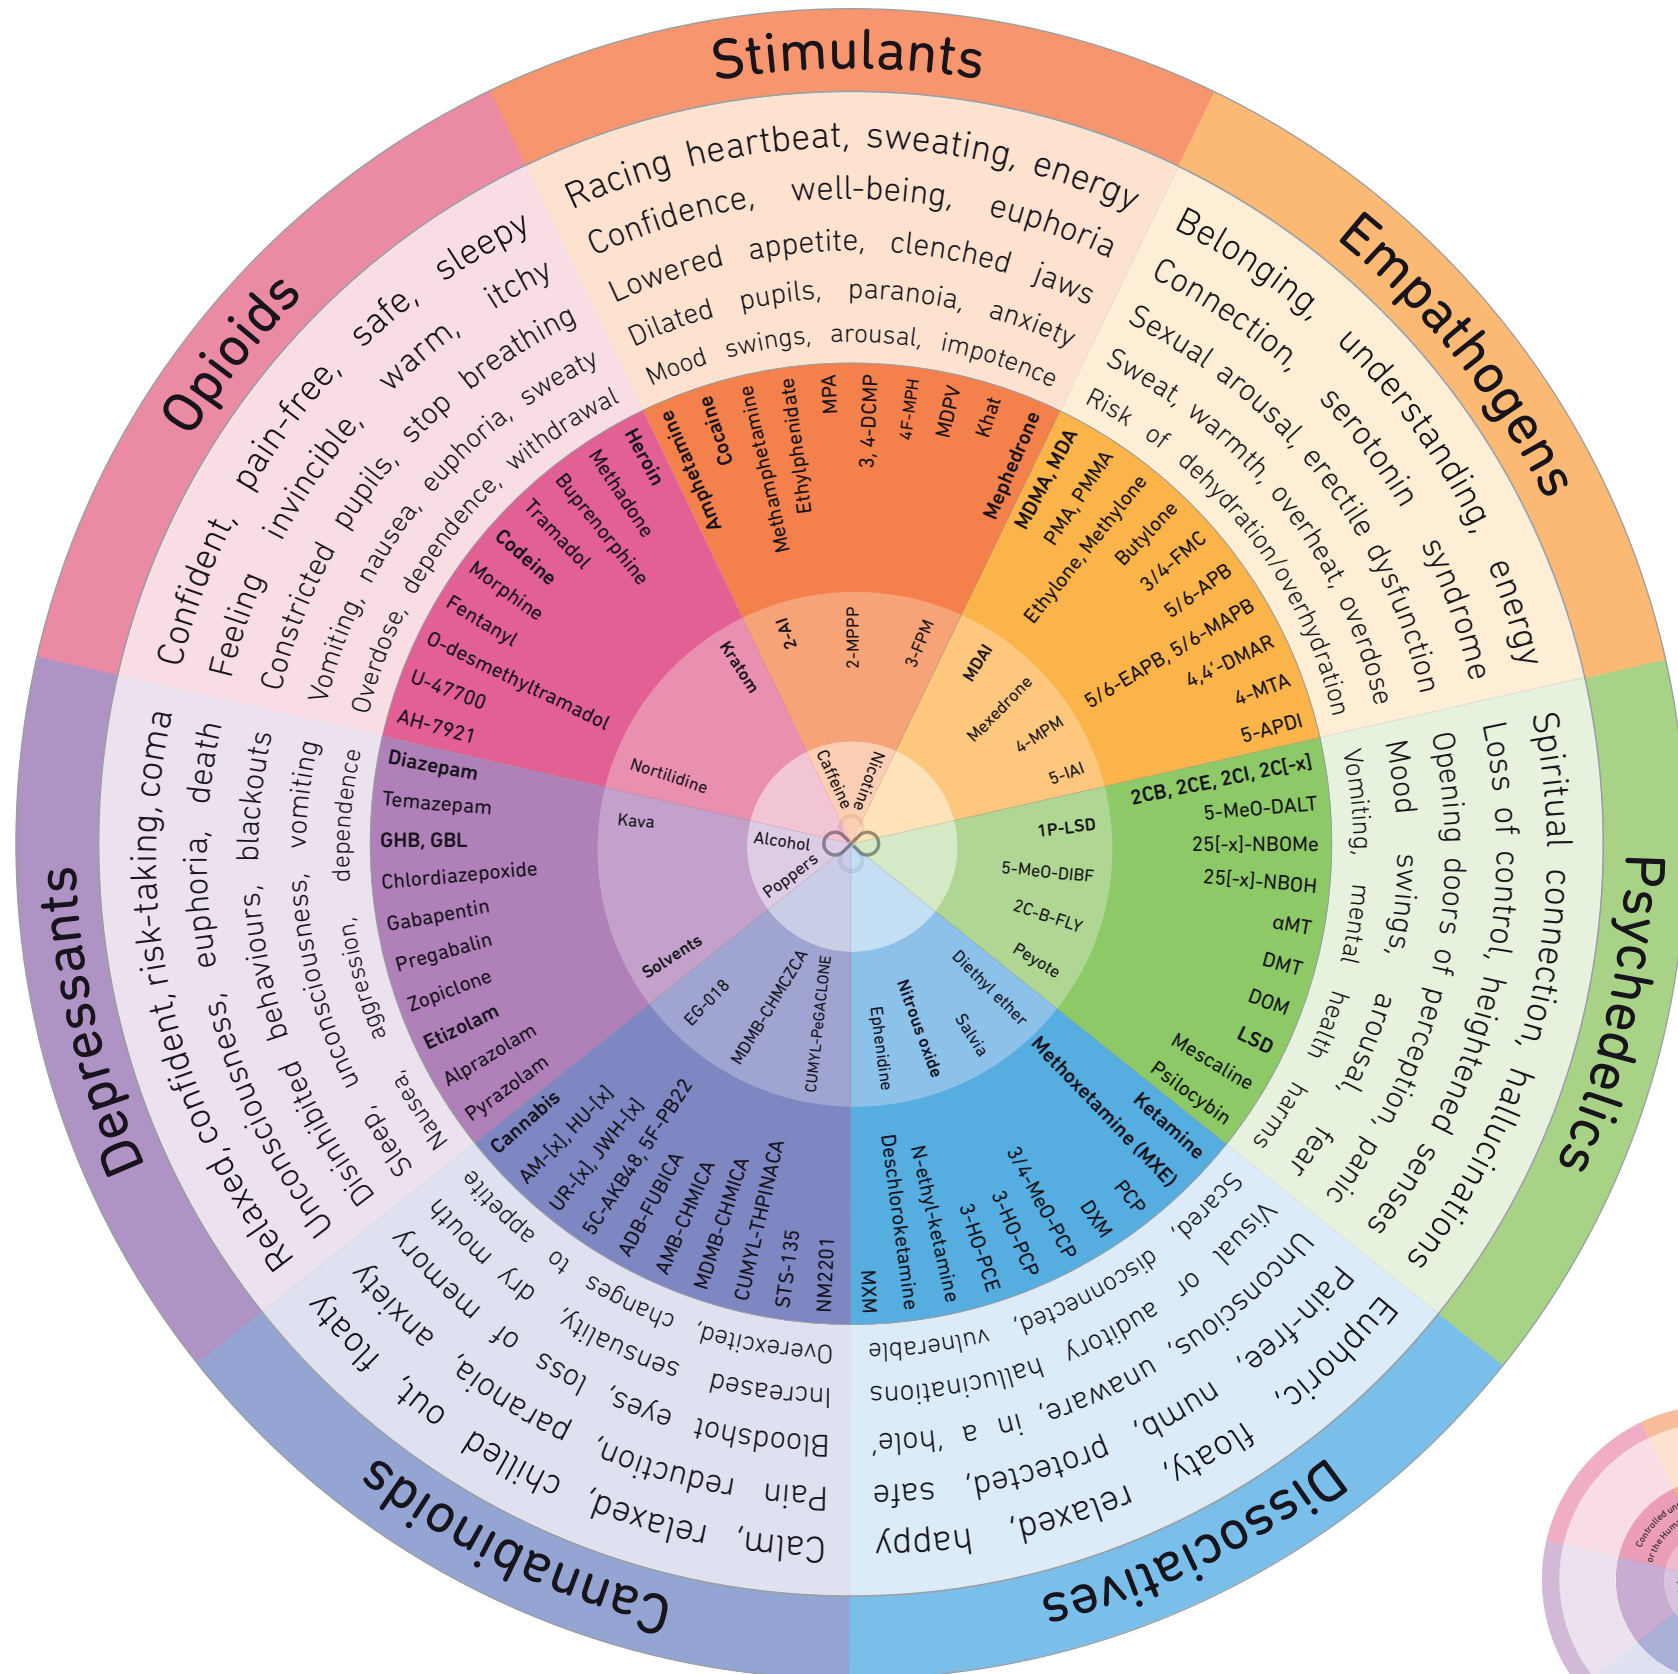 Stimulants
Racing heartbeat, sweating, energy
Confidence, well-being, euphoria
Lowered appetite, clenched jaws
Dilated pupils, paranoia, anxiety
Mood swings, arousal, impotence
Amphetamine
Cocaine
Methamphetamine
Ethylphenidate
MPA
3, 4-DCMP
4F-MPH
MDPV
Khat
Mephedrone
2-AI
2-MPPP
3-FPM
Caffeine
Nicotine
Empathogens
Belonging, understanding, energy
Connection, serotonin syndrome
Sexual arousal, erectile dysfunction
Sweat, warmth, overheat, overdose
Risk of dehydration/overhydration
MDMA, MDA
PMA, PMMA
Ethylone, Methylone
Butylone
3/4-FMC
5/6-APB
5/6-EAPB, 5/6-MAPB
4,4'-DMAR
4-MTA
5-APDI
MDAI
Mexedrone
4-MPM
5-IAI
Psychedelics
Spiritual connection, hallucinations
Loss of control, heightened senses
Opening doors of perception, panic
Mood swings, arousal, fear
Vomiting, mental health harms
2CB, 2CE, 2CI, 2C[-x]
5-MeO-DALT
25[-x]-NBOMe
25[-x]-NBOH
αMT
DMT
DOM
LSD
Mescaline
Psilocybin
1P-LSD
5-MeO-DIBF
2C-B-FLY
Peyote
Dissociatives
Euphoric, floaty, relaxed, happy
Pain-free, numb, protected, safe
Unconscious, unaware, in a 'hole'
Visual or auditory hallucinations
Scared, disconnected, vulnerable
Ketamine
Methoxetamine (MXE)
PCP
DXM
3/4-MeO-PCP
3-HO-PCP
3-HO-PCE
N-ethyl-ketamine
Deschloroketamine
MXM
Diethyl ether
Salvia
Nitrous oxide
Ephenidine
Cannabinoids
Calm, relaxed, chilled out, floaty
Pain reduction, paranoia, anxiety
Bloodshot eyes, loss of memory
Increased sensuality, dry mouth
Overexcited, changes to appetite
Cannabis
AM-[x], HU-[x]
UR-[x], JWH-[x]
5C-AKB48, 5F-PB22
ADB-FUBICA
AMB-CHMICA
MDMB-CHMICA
CUMYL-THPINACA
STS-135
NM2201
EG-018
MDMB-CHMCZCA
CUMYL-PeGACLONE
Depressants
Relaxed, confident, risk-taking, coma
Unconsciousness, euphoria, death
Disinhibited behaviours, blackouts
Sleep, unconsciousness, vomiting
Nausea, aggression, dependence
Diazepam
Temazepam
GHB, GBL
Chlordiazepoxide
Gabapentin
Pregabalin
Zopiclone
Etizolam
Alprazolam
Pyrazolam
Kava
Solvents
Alcohol
Poppers
Opioids
Confident, pain-free, safe, sleepy
Feeling invincible, warm, itchy
Constricted pupils, stop breathing
Vomiting, nausea, euphoria, sweaty
Overdose, dependence, withdrawal
Heroin
Methadone
Buprenorphine
Tramadol
Codeine
Morphine
Fentanyl
O-desmethyltramadol
U-47700
AH-7921
Kratom
Nortilidine
Controlled
or the